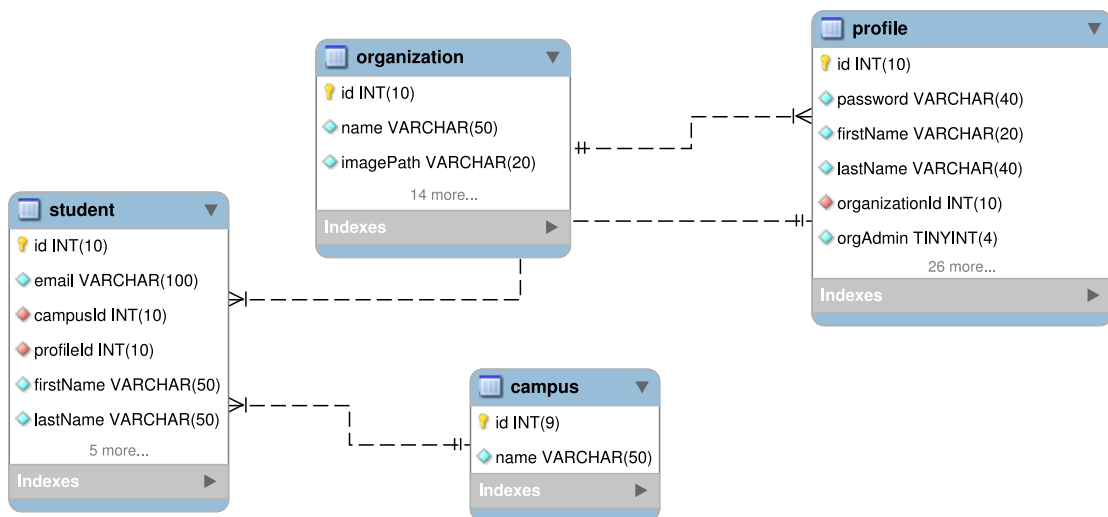 organization
id INT(10)
name VARCHAR(50)
imagePath VARCHAR(20)
14 more...
Indexes
profile
id INT(10)
password VARCHAR(40)
firstName VARCHAR(20)
lastName VARCHAR(40)
organizationId INT(10)
orgAdmin TINYINT(4)
26 more...
Indexes
student
id INT(10)
email VARCHAR(100)
campusId INT(10)
profileId INT(10)
firstName VARCHAR(50)
lastName VARCHAR(50)
5 more...
Indexes
campus
id INT(9)
name VARCHAR(50)
Indexes